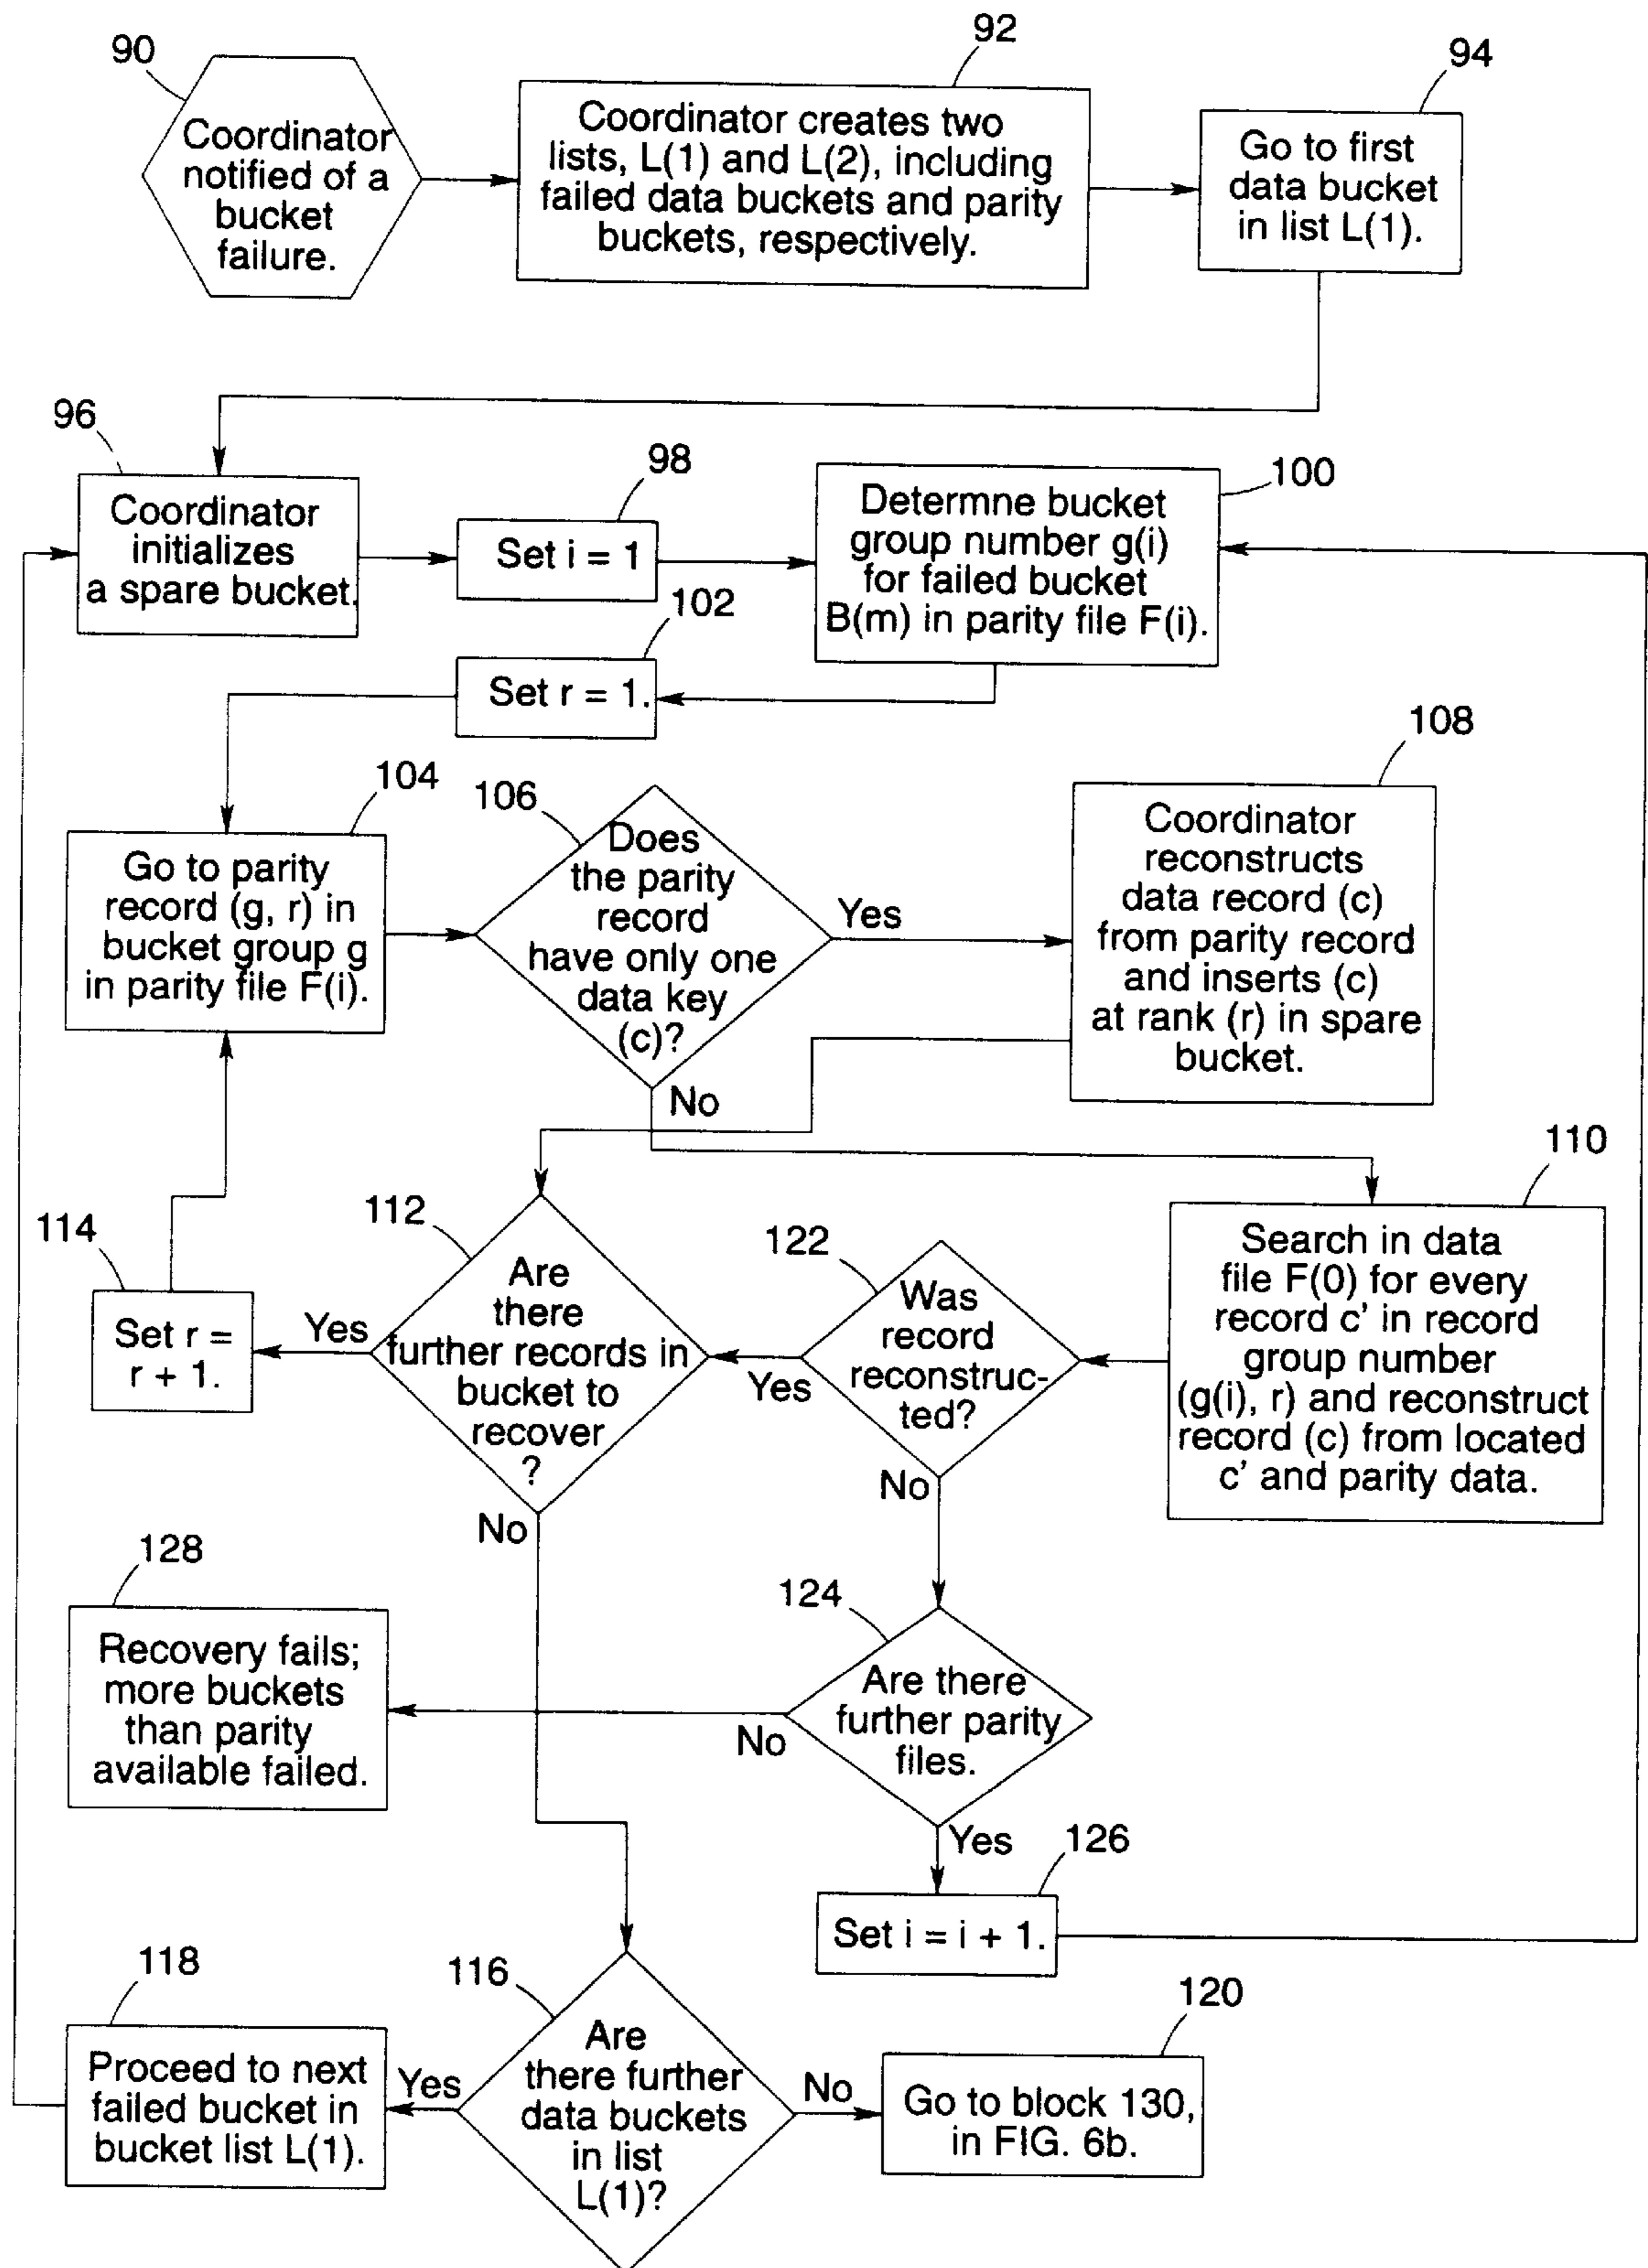 90
Coordinator
notified of a
bucket
failure.
92
Coordinator creates two
lists, L(1) and L(2), including
failed data buckets and parity
buckets, respectively.
94
Go to first
data bucket
in list L(1).
96
Coordinator
initializes
a spare bucket.
98
Set i = 1
100
Determne bucket
group number g(i)
for failed bucket
B(m) in parity file F(i).
102
Set r = 1.
104
Go to parity
record (g, r) in
bucket group g
in parity file F(i).
106
Does
the parity
record
have only one
data key
(c)?
Yes
No
108
Coordinator
reconstructs
data record (c)
from parity record
and inserts (c)
at rank (r) in spare
bucket.
110
Search in data
file F(0) for every
record c' in record
group number
(g(i), r) and reconstruct
record (c) from located
c' and parity data.
122
Was
record
reconstruc-
ted?
Yes
No
112
Are
there
further records in
bucket to
recover
?
Yes
No
114
Set r =
r + 1.
128
Recovery fails;
more buckets
than parity
available failed.
124
Are there
further parity
files.
No
Yes
126
Set i = i + 1.
118
Proceed to next
failed bucket in
bucket list L(1).
116
Are
there further
data buckets
in list
L(1)?
Yes
No
120
Go to block 130,
in FIG. 6b.